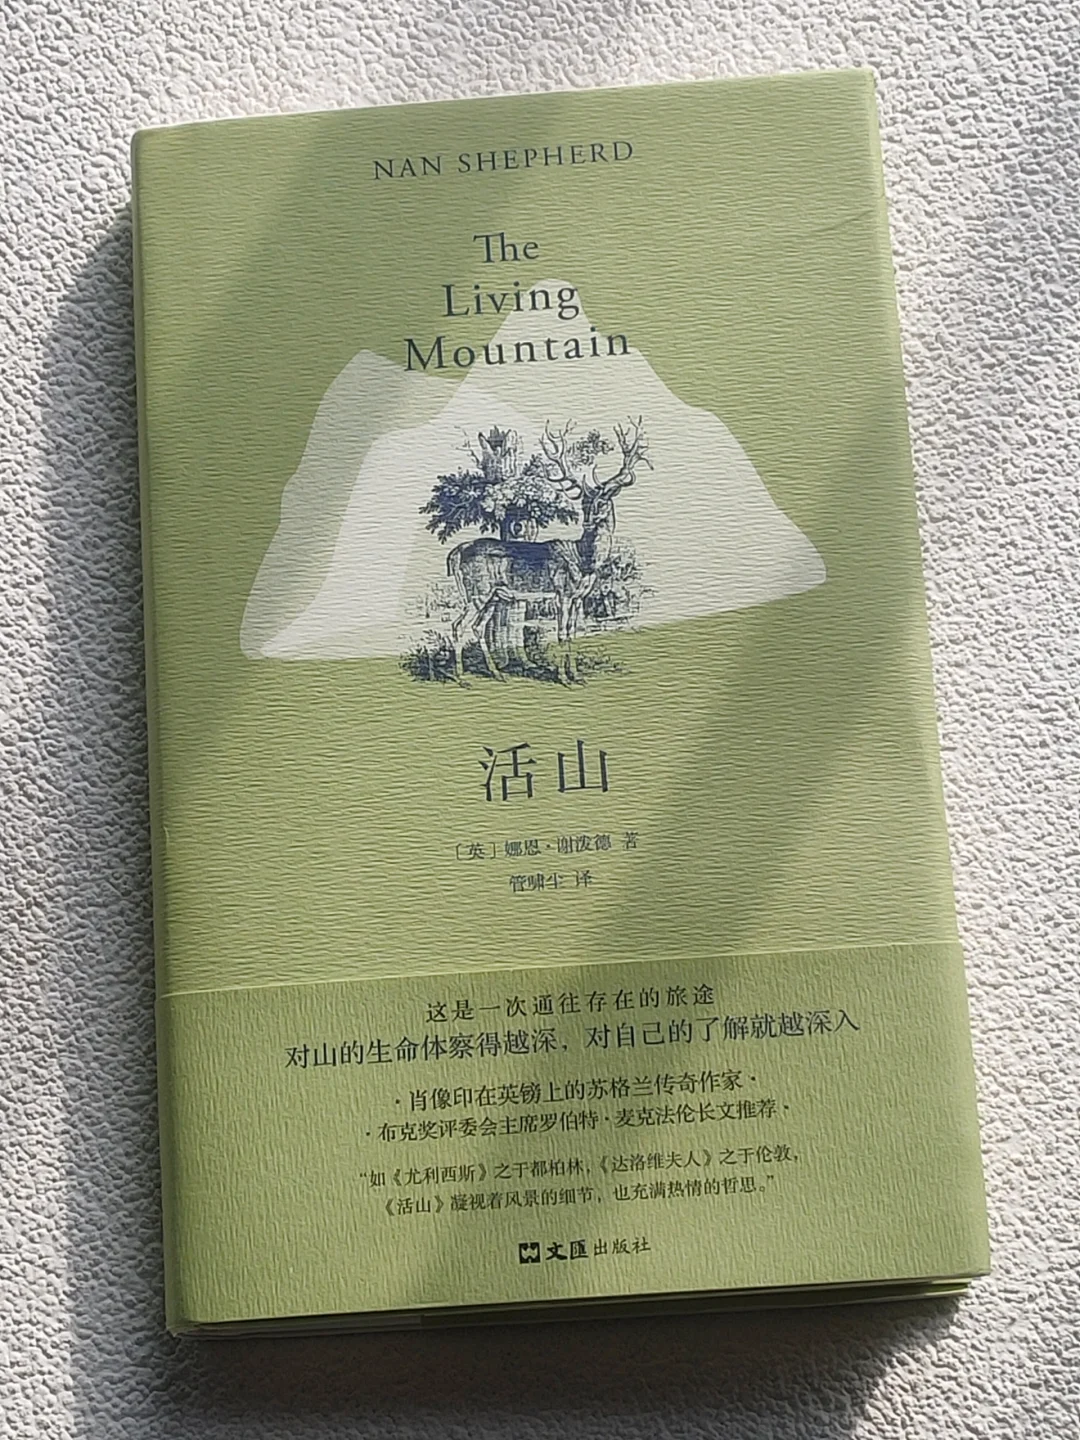 NAN SHEPHERD
The
Living
Mountain
活山
［英］娜恩·谢泼德 著
管啸尘 译
这是一次通往存在的旅途
对山的生命体察得越深，对自己的了解就越深入
·肖像印在英镑上的苏格兰传奇作家·
·布克奖评委会主席罗伯特·麦克法伦长文推荐·
“如《尤利西斯》之于都柏林，《达洛维夫人》之于伦敦，
《活山》凝视着风景的细节，也充满热情的哲思。”
文匯出版社